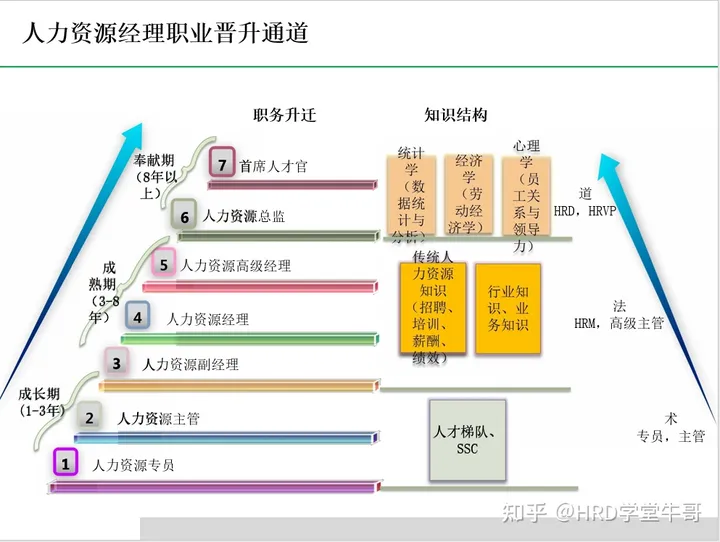 人力资源经理职业晋升通道
职务升迁
知识结构
奉献期
(8年以
上)
7
首席人才官
6
人力资源总监
统计
学
(数
据统
计与
分析)
经济
学
(劳
动经
济学)
心理
学
(员
工关
系与
领导
力)
道
HRD, HRVP
成
熟期
(3-8
年)
5
人力资源高级经理
4
人力资源经理
传统人
力资源
知识
(招聘、
培训、
薪酬、
绩效)
行业知
识、业
务知识
法
HRM, 高级主管
成长期
(1-3年)
3
人力资源副经理
2
人力资源主管
1
人力资源专员
人才梯队、
SSC
术
专员, 主管
知乎 @HRD学堂牛哥